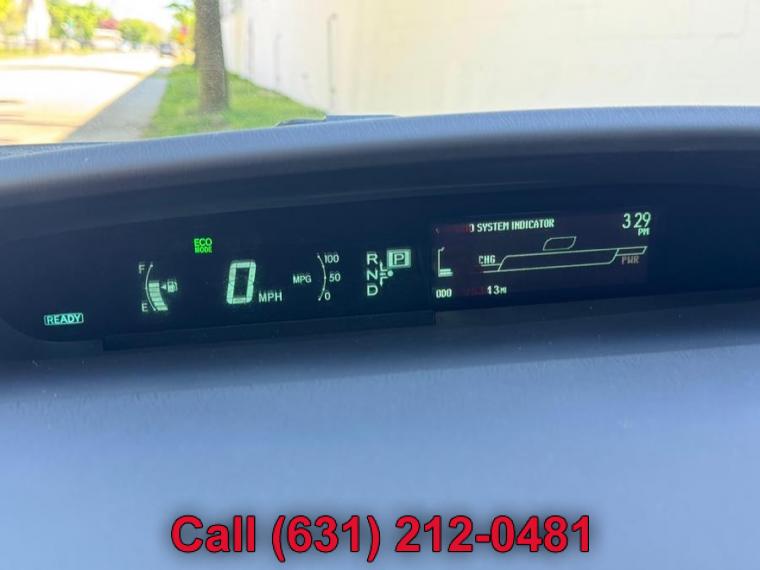 SYSTEM INDICATOR
3:29
PM
ECO
MODE
F
E
0 MPH
MPG
100
50
0
R
N
D
P
CHG
PWR
ODO
READY
Call (631) 212-0481